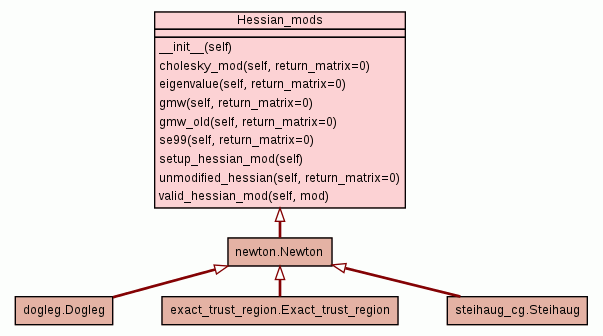 Hessian_mods
__init__(self)
cholesky_mod(self, return_matrix=0)
eigenvalue(self, return_matrix=0)
gmw(self, return_matrix=0)
gmw_old(self, return_matrix=0)
se99(self, return_matrix=0)
setup_hessian_mod(self)
unmodified_hessian(self, return_matrix=0)
valid_hessian_mod(self, mod)
newton.Newton
dogleg.Dogleg
exact_trust_region.Exact_trust_region
steihaug_cg.Steihaug